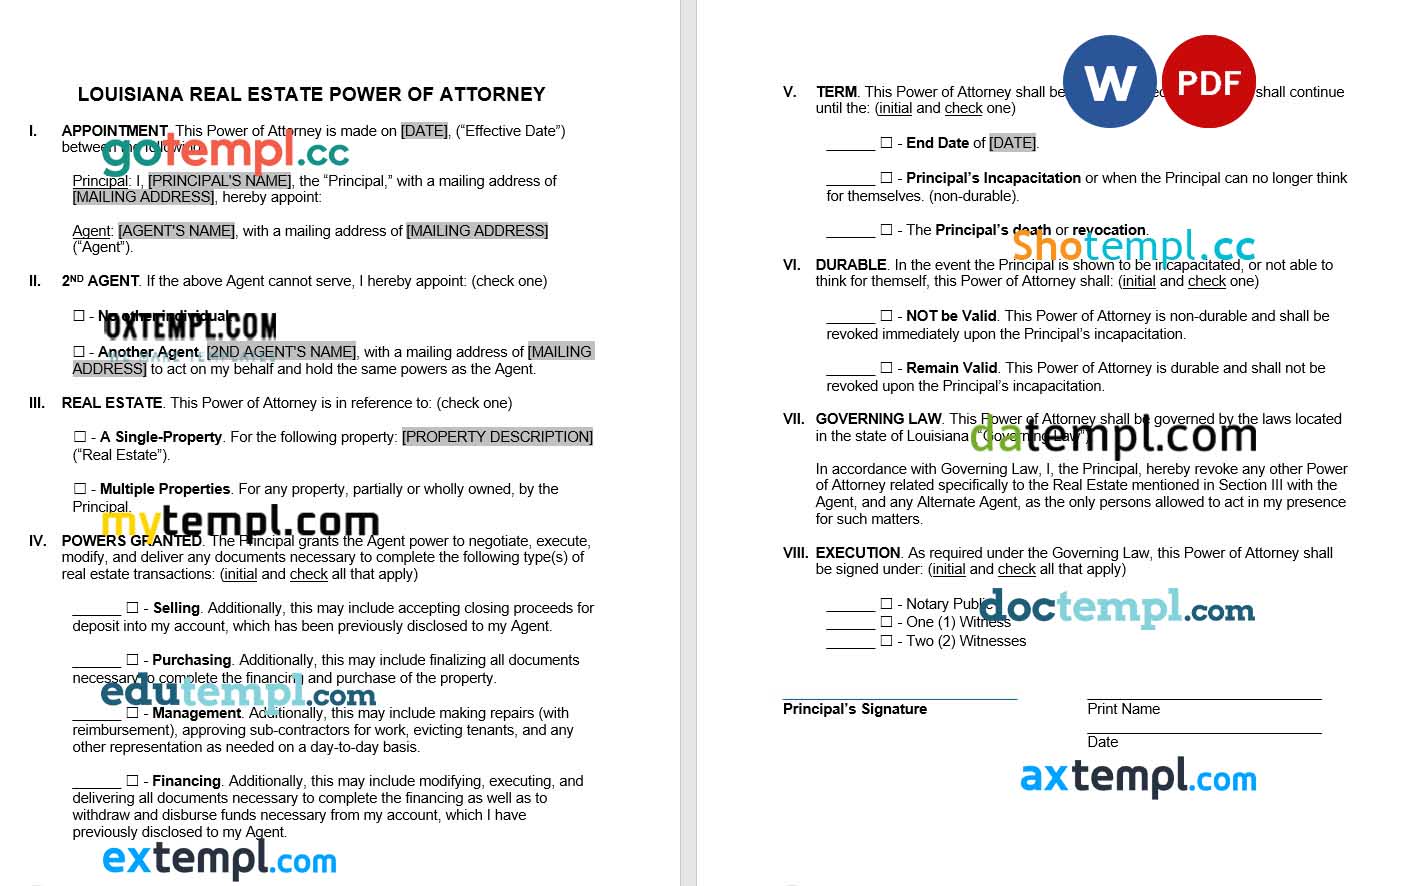 LOUISIANA REAL ESTATE POWER OF ATTORNEY
I. APPOINTMENT. This Power of Attorney is made on [DATE], (“Effective Date”)
between the following:
gotempl.cc
Principal: I, [PRINCIPAL'S NAME], the “Principal,” with a mailing address of
[MAILING ADDRESS], hereby appoint:
Agent: [AGENT'S NAME], with a mailing address of [MAILING ADDRESS]
(“Agent”).
II. 2ND AGENT. If the above Agent cannot serve, I hereby appoint: (check one)
☐ - No other individual.
OXTEMPL.COM
☐ - Another Agent. [2ND AGENT'S NAME], with a mailing address of [MAILING
ADDRESS] to act on my behalf and hold the same powers as the Agent.
III. REAL ESTATE. This Power of Attorney is in reference to: (check one)
☐ - A Single-Property. For the following property: [PROPERTY DESCRIPTION]
(“Real Estate”).
☐ - Multiple Properties. For any property, partially or wholly owned, by the
Principal.
mytempl.com
IV. POWERS GRANTED. The Principal grants the Agent power to negotiate, execute,
modify, and deliver any documents necessary to complete the following type(s) of
real estate transactions: (initial and check all that apply)
______ ☐ - Selling. Additionally, this may include accepting closing proceeds for
deposit into my account, which has been previously disclosed to my Agent.
______ ☐ - Purchasing. Additionally, this may include finalizing all documents
necessary to complete the financing and purchase of the property.
edutempl.com
______ ☐ - Management. Additionally, this may include making repairs (with
reimbursement), approving sub-contractors for work, evicting tenants, and any
other representation as needed on a day-to-day basis.
______ ☐ - Financing. Additionally, this may include modifying, executing, and
delivering all documents necessary to complete the financing as well as to
withdraw and disburse funds necessary from my account, which I have
previously disclosed to my Agent.
extempl.com
W PDF
V. TERM. This Power of Attorney shall be shall continue
until the: (initial and check one)
______ ☐ - End Date of [DATE].
______ ☐ - Principal’s Incapacitation or when the Principal can no longer think
for themselves. (non-durable).
______ ☐ - The Principal’s death or revocation.
Shotempl.cc
VI. DURABLE. In the event the Principal is shown to be incapacitated, or not able to
think for themself, this Power of Attorney shall: (initial and check one)
______ ☐ - NOT be Valid. This Power of Attorney is non-durable and shall be
revoked immediately upon the Principal’s incapacitation.
______ ☐ - Remain Valid. This Power of Attorney is durable and shall not be
revoked upon the Principal’s incapacitation.
VII. GOVERNING LAW. This Power of Attorney shall be governed by the laws located
in the state of Louisiana (“Governing Law”).
datempl.com
In accordance with Governing Law, I, the Principal, hereby revoke any other Power
of Attorney related specifically to the Real Estate mentioned in Section III with the
Agent, and any Alternate Agent, as the only persons allowed to act in my presence
for such matters.
VIII. EXECUTION. As required under the Governing Law, this Power of Attorney shall
be signed under: (initial and check all that apply)
______ ☐ - Notary Public
doctempl.com
______ ☐ - One (1) Witness
______ ☐ - Two (2) Witnesses
Principal’s Signature
Print Name
Date
axtempl.com